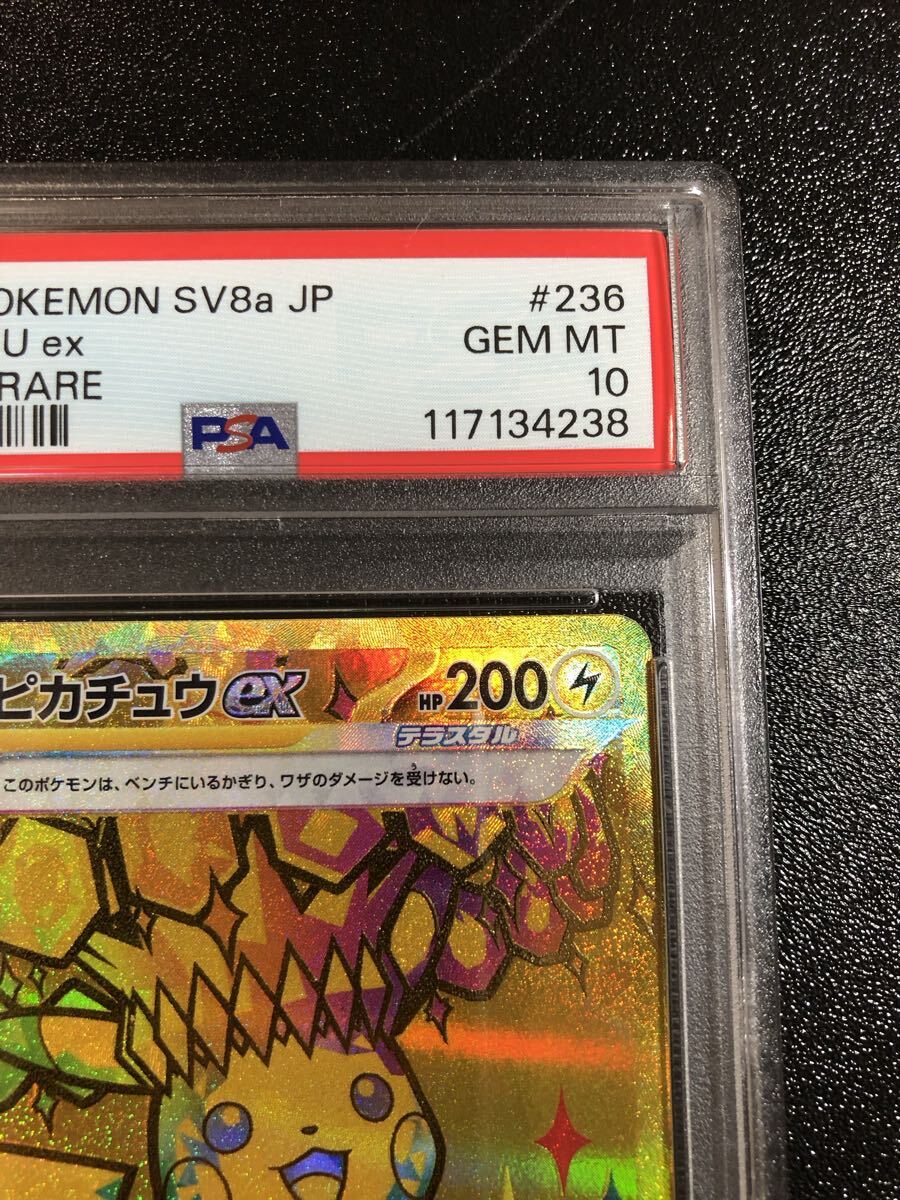 OKEMON SV8a JP #236
U ex GEM MT
RARE 10
PSA 117134238
ピカチュウex HP 200
テラスタル
このポケモンは、ベンチにいるかぎり、ワザのダメージを受けない。